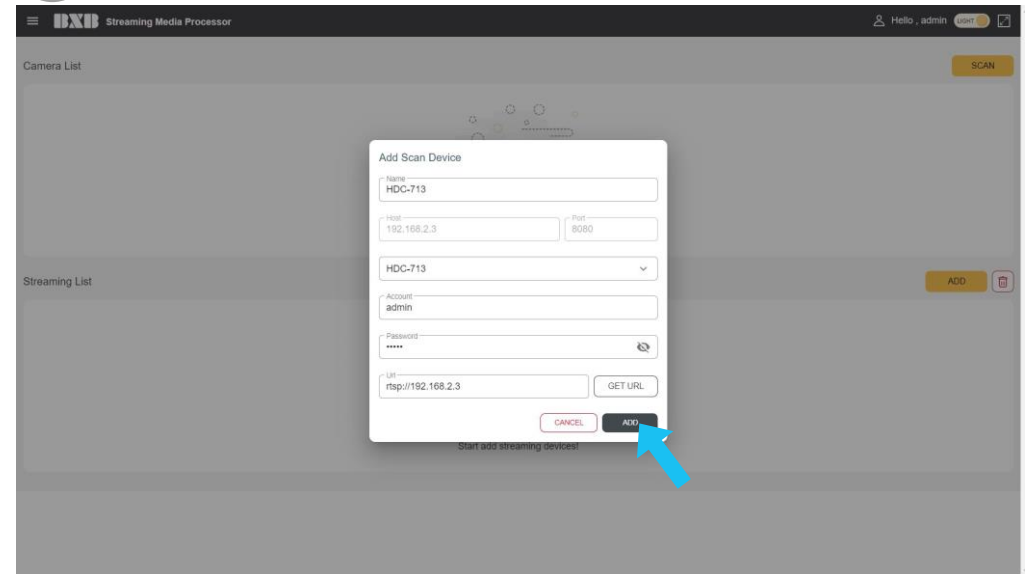 BXB Streaming Media Processor
Hello , admin LIGHT
Camera List
SCAN
Add Scan Device
Name
HDC-713
Host
192.168.2.3
Port
8080
HDC-713
Streaming List
ADD
Account
admin
Password
•••••
Url
rtsp://192.168.2.3
GET URL
CANCEL
ADD
Start add streaming devices!